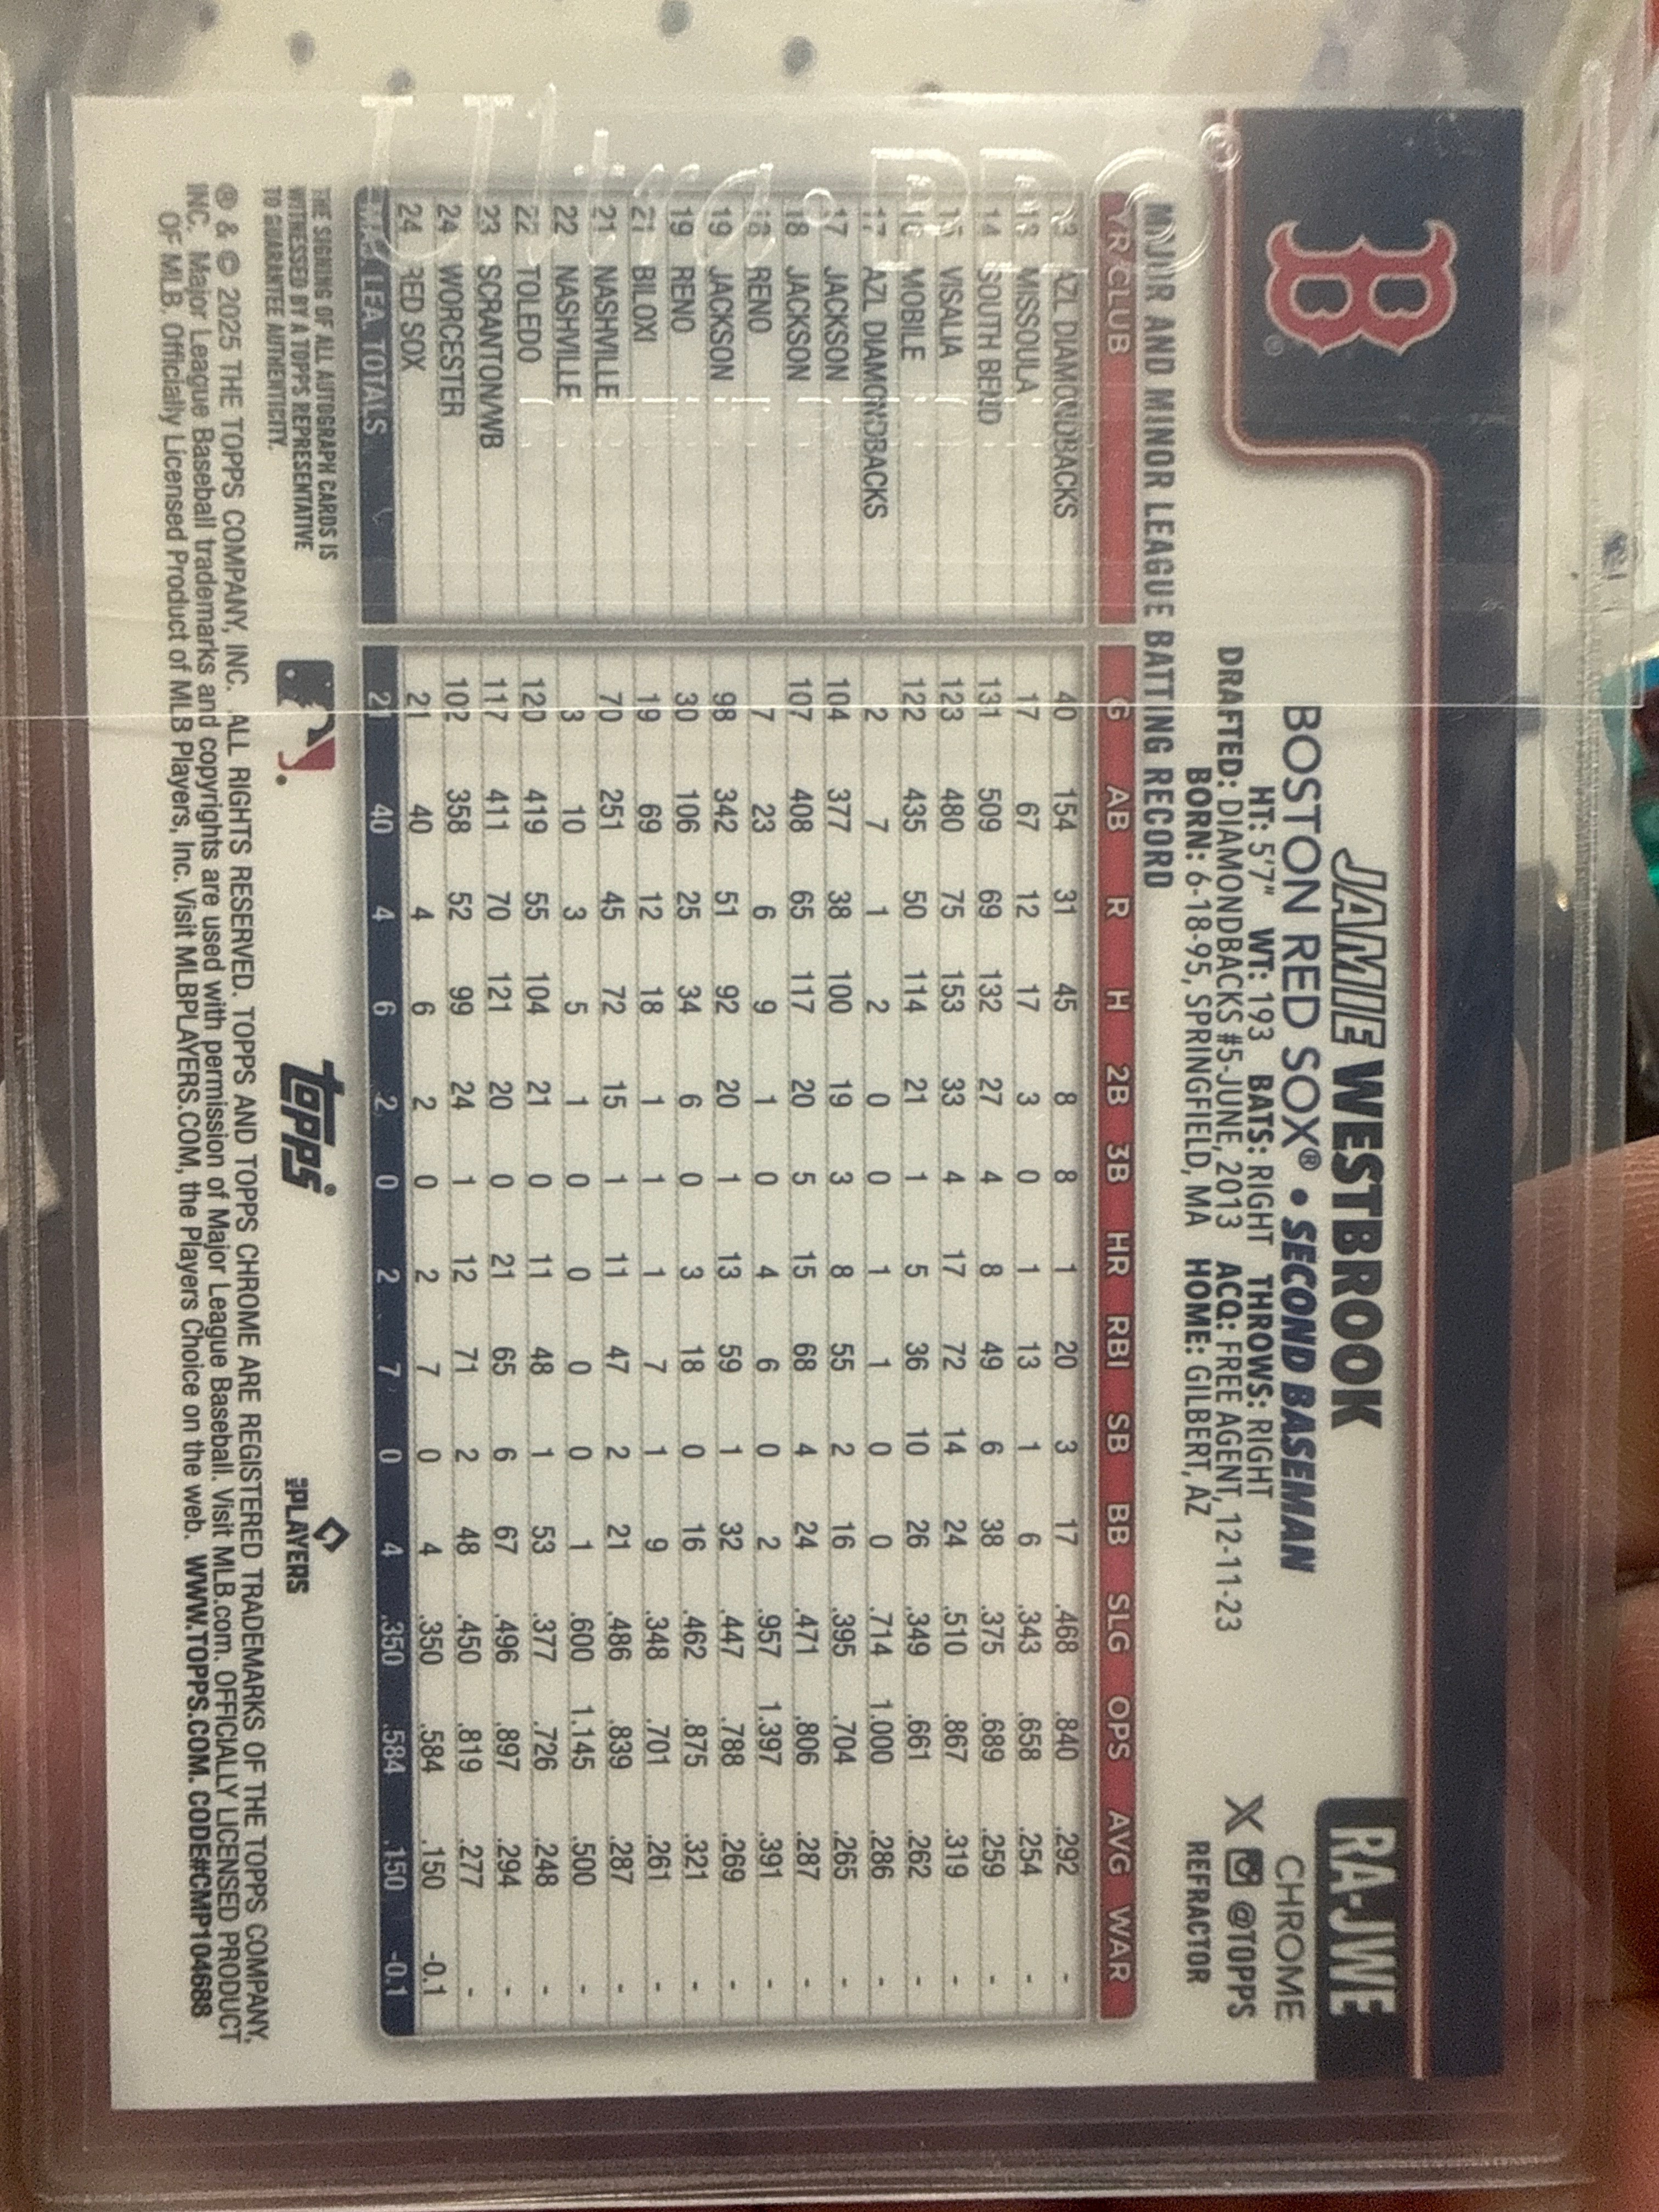 B
RA-JWE
JAMIE WESTBROOK
CHROME
BOSTON RED SOX® • SECOND BASEMAN
X @TOPPS
HT: 5'7" WT: 193 BATS: RIGHT THROWS: RIGHT
REFRACTOR
DRAFTED: DIAMONDBACKS #5-JUNE, 2013 ACQ: FREE AGENT, 12-11-23
BORN: 6-18-95, SPRINGFIELD, MA HOME: GILBERT, AZ
MAJOR AND MINOR LEAGUE BATTING RECORD
YR CLUB G AB R H 2B 3B HR RBI SB BB SLG OPS AVG WAR
13 AZL DIAMONDBACKS 40 154 31 45 8 8 1 20 3 17 .468 .840 .292 -
13 MISSOULA 17 67 12 17 3 0 1 13 1 6 .343 .658 .254 -
14 SOUTH BEND 131 509 69 132 27 4 8 49 6 38 .375 .689 .259 -
15 VISALIA 123 480 75 153 33 4 17 72 14 24 .510 .867 .319 -
16 MOBILE 122 435 50 114 21 1 5 36 10 26 .349 .661 .262 -
17 AZL DIAMONDBACKS 2 7 1 2 0 0 1 1 0 0 .714 1.000 .286 -
17 JACKSON 104 377 38 100 19 3 8 55 2 16 .395 .704 .265 -
18 JACKSON 107 408 65 117 20 5 15 68 4 24 .471 .806 .287 -
18 RENO 7 23 6 9 1 0 4 6 0 2 .957 1.397 .391 -
19 JACKSON 98 342 51 92 20 1 13 59 1 32 .447 .788 .269 -
19 RENO 30 106 25 34 6 0 3 18 0 16 .462 .875 .321 -
21 BILOXI 19 69 12 18 1 1 1 7 1 9 .348 .701 .261 -
21 NASHVILLE 70 251 45 72 15 1 11 47 2 21 .486 .839 .287 -
22 NASHVILLE 3 10 3 5 1 0 0 0 0 1 .600 1.145 .500 -
22 TOLEDO 120 419 55 104 21 0 11 48 1 53 .377 .726 .248 -
23 SCRANTON/WB 117 411 70 121 20 0 21 65 6 67 .496 .897 .294 -
24 WORCESTER 102 358 52 99 24 1 12 71 2 48 .450 .819 .277 -
24 RED SOX 21 40 4 6 2 0 2 7 0 4 .350 .584 .150 -0.1
LEA. TOTALS 21 40 4 6 2 0 2 7 0 4 .350 .584 .150 -0.1
THE SIGNING OF ALL AUTOGRAPH CARDS IS
WITNESSED BY A TOPPS REPRESENTATIVE
TO GUARANTEE AUTHENTICITY.
topps®
PLAYERS
® & © 2025 THE TOPPS COMPANY, INC. ALL RIGHTS RESERVED. TOPPS AND TOPPS CHROME ARE REGISTERED TRADEMARKS OF THE TOPPS COMPANY,
INC. Major League Baseball trademarks and copyrights are used with permission of Major League Baseball. Visit MLB.com. OFFICIALLY LICENSED PRODUCT
OF MLB. Officially Licensed Product of MLB Players, Inc. Visit MLBPLAYERS.COM, the Players Choice on the web. WWW.TOPPS.COM. CODE#CMP104688
Ultra·PRO®